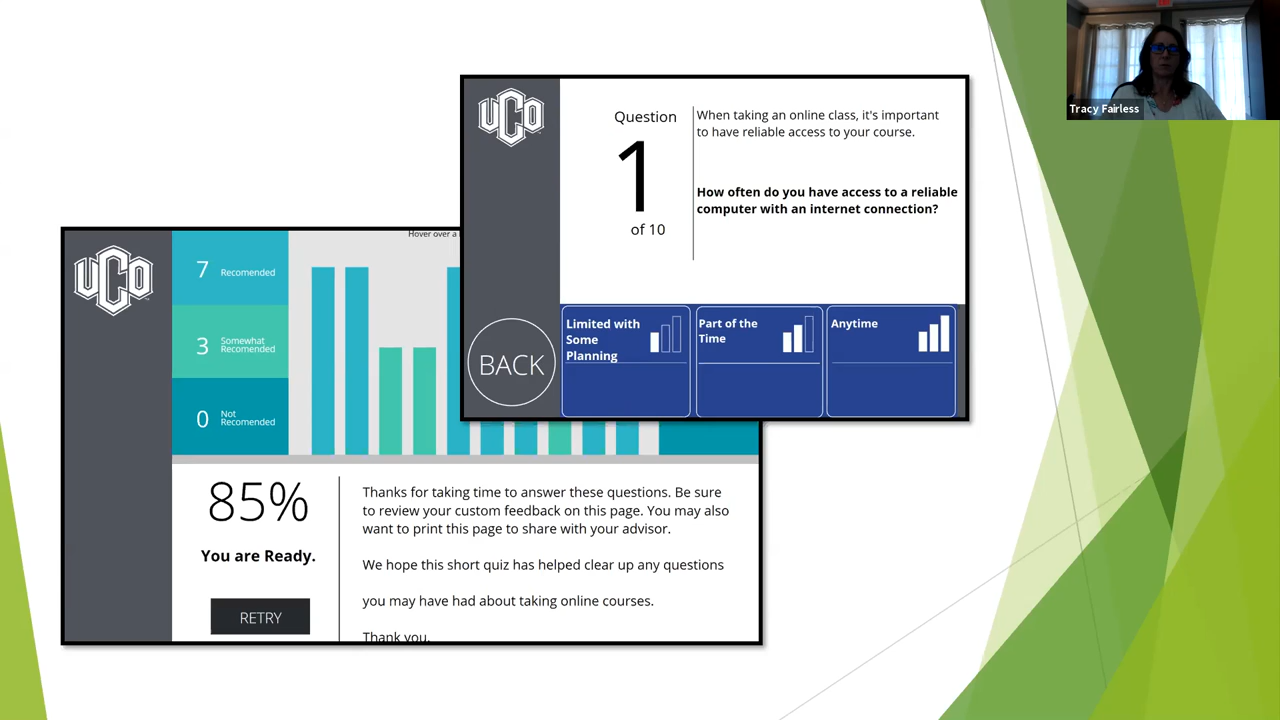 Tracy Fairless
UCO
Question
1
of 10
When taking an online class, it's important
to have reliable access to your course.
How often do you have access to a reliable
computer with an internet connection?
BACK
Limited with
Some
Planning
Part of the
Time
Anytime
UCO
7 Recomended
3 Somewhat
Recomended
0 Not
Recomended
Hover over a
85%
You are Ready.
RETRY
Thanks for taking time to answer these questions. Be sure
to review your custom feedback on this page. You may also
want to print this page to share with your advisor.
We hope this short quiz has helped clear up any questions
you may have had about taking online courses.
Thank you.